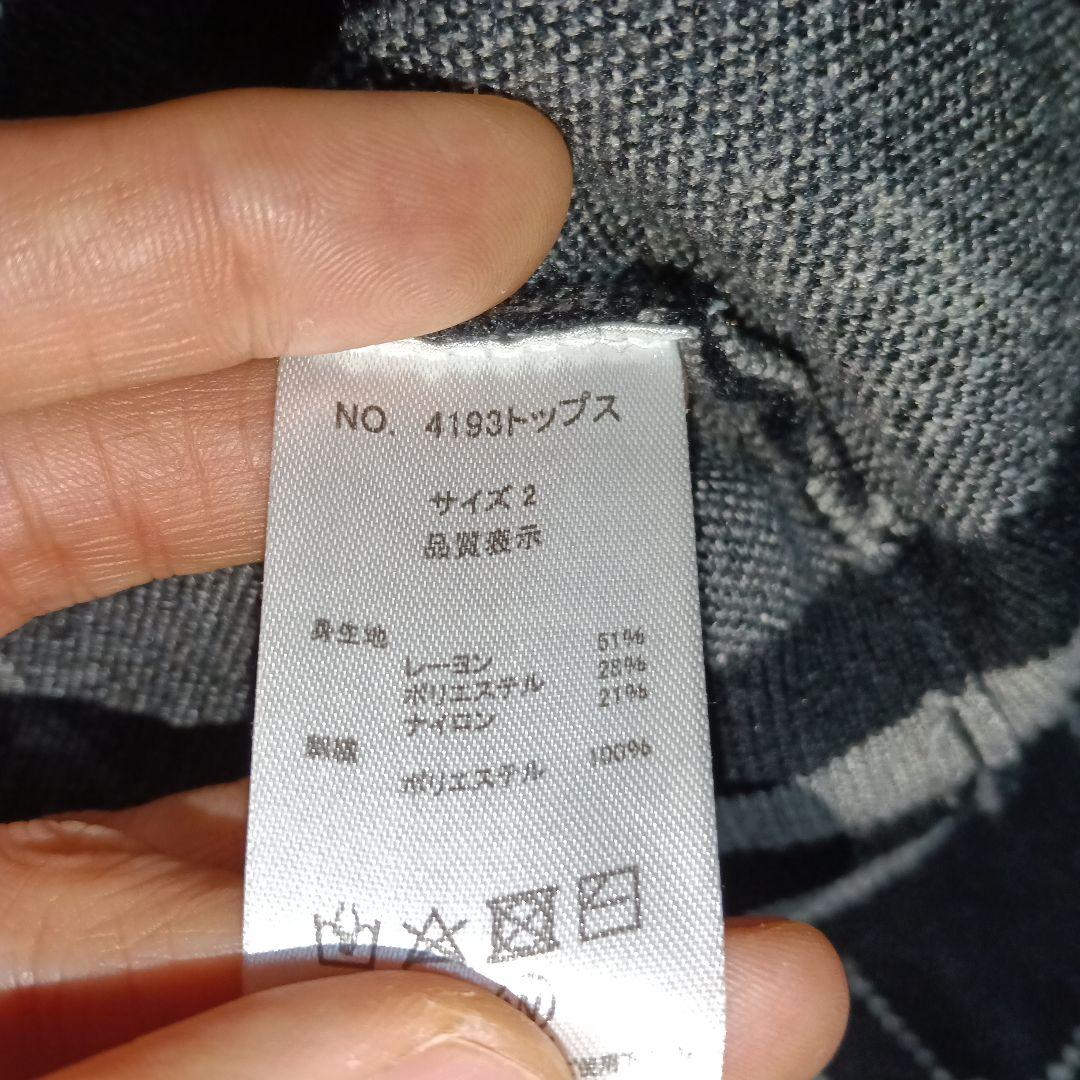 NO. 4193トップス
サイズ 2
品質表示
身生地
レーヨン 51%
ポリエステル 28%
ナイロン 21%
ポリエステル 100%
使用